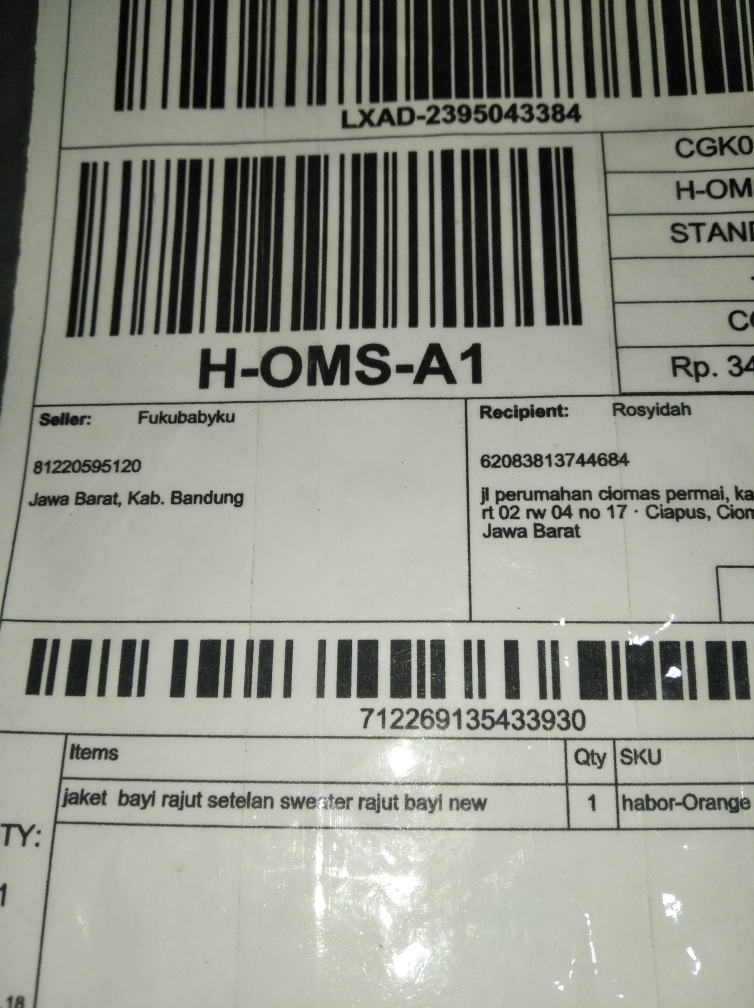 LXAD-2395043384
CGK0
H-OM
STAND
H-OMS-A1
Rp. 34
Seller: Fukubabyku
81220595120
Jawa Barat, Kab. Bandung
Recipient: Rosyidah
62083813744684
jl perumahan ciomas permai, ka
rt 02 rw 04 no 17 · Ciapus, Ciom
Jawa Barat
712269135433930
Items Qty SKU
jaket bayi rajut setelan sweater rajut bayi new 1 habor-Orange
TY:
1
.18